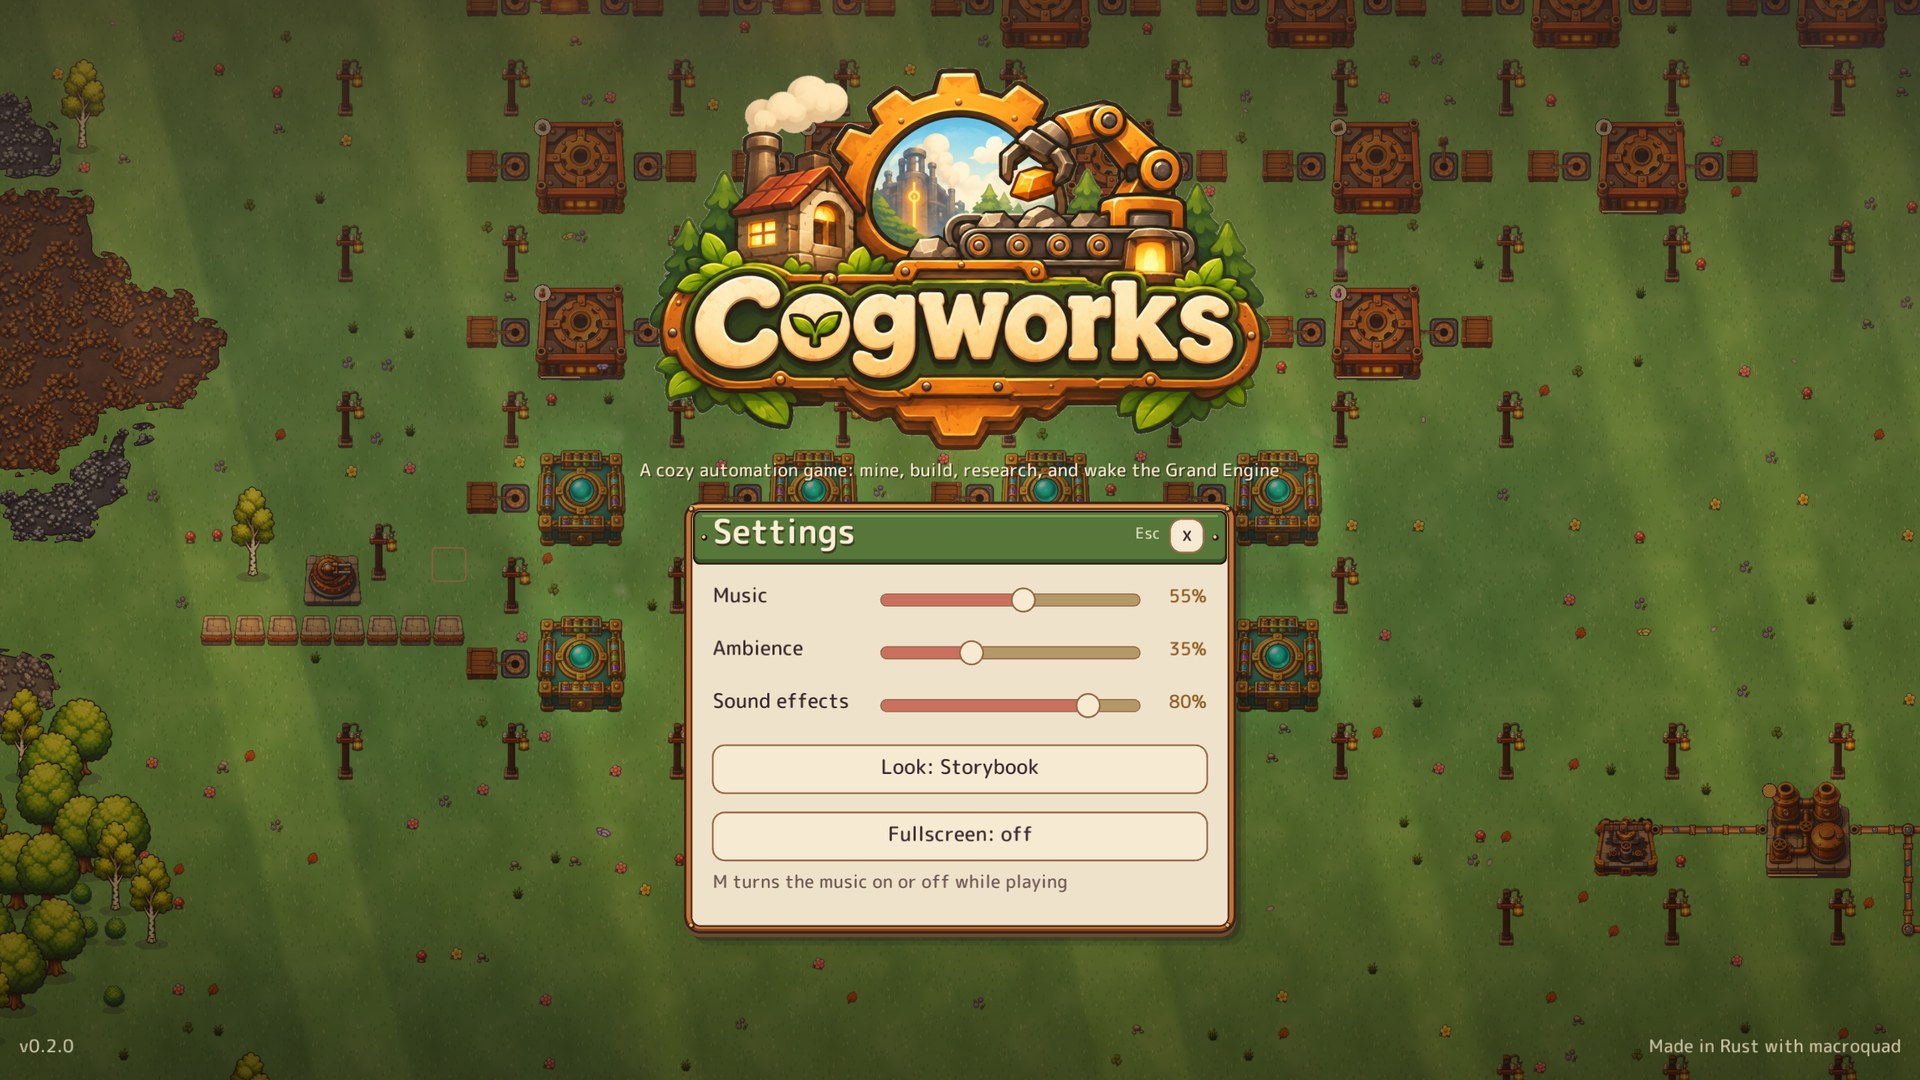 Cogworks
A cozy automation game: mine, build, research, and wake the Grand Engine
Settings
Esc
X
Music
55%
Ambience
35%
Sound effects
80%
Look: Storybook
Fullscreen: off
M turns the music on or off while playing
v0.2.0
Made in Rust with macroquad